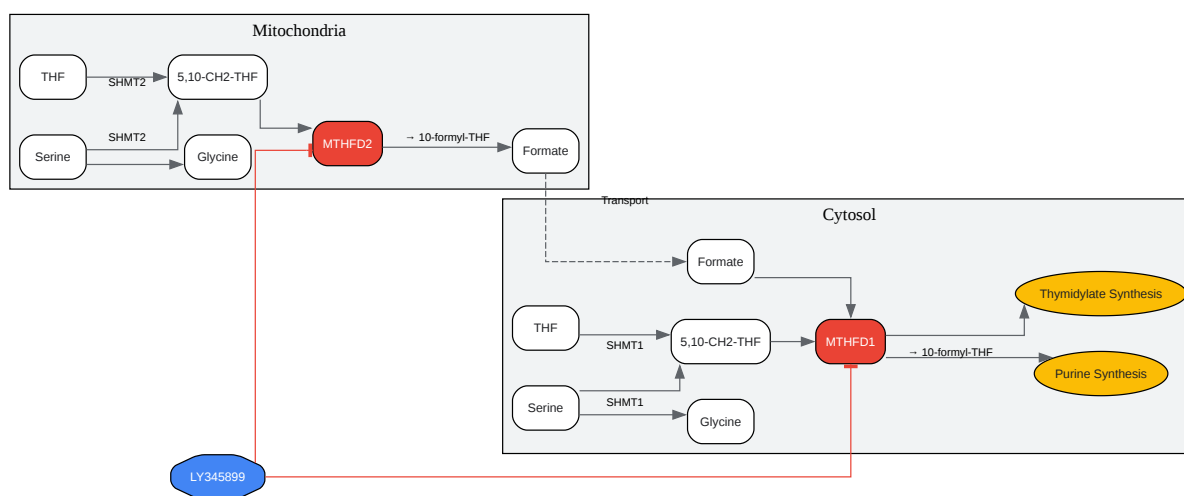 Mitochondria
THF
SHMT2
5,10-CH2-THF
SHMT2
Serine
Glycine
MTHFD2
→ 10-formyl-THF
Formate
Transport
Cytosol
Formate
THF
SHMT1
5,10-CH2-THF
Serine
SHMT1
Glycine
MTHFD1
→ 10-formyl-THF
Thymidylate Synthesis
Purine Synthesis
LY345899